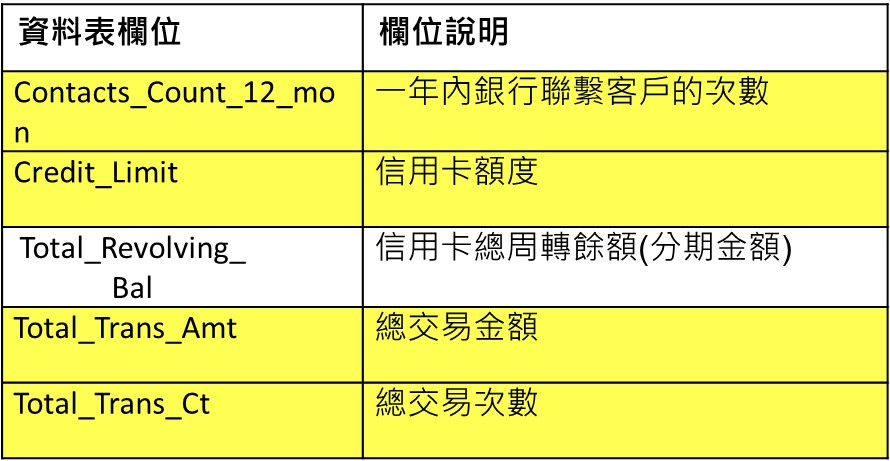 資料表欄位 欄位說明
Contacts_Count_12_mo 一年內銀行聯繫客戶的次數
n
Credit_Limit 信用卡額度
Total_Revolving_ 信用卡總周轉餘額(分期金額)
Bal
Total_Trans_Amt 總交易金額
Total_Trans_Ct 總交易次數